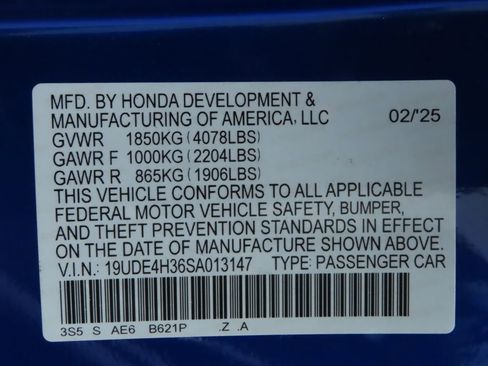 MFD. BY HONDA DEVELOPMENT &
MANUFACTURING OF AMERICA, LLC 02/'25
GVWR 1850KG (4078LBS)
GAWR F 1000KG (2204LBS)
GAWR R 865KG (1906LBS)
THIS VEHICLE CONFORMS TO ALL APPLICABLE
FEDERAL MOTOR VEHICLE SAFETY, BUMPER,
AND THEFT PREVENTION STANDARDS IN EFFECT
ON THE DATE OF MANUFACTURE SHOWN ABOVE.
V.I.N.: 19UDE4H36SA013147 TYPE: PASSENGER CAR
3S5 S AE6 B621P .Z .A